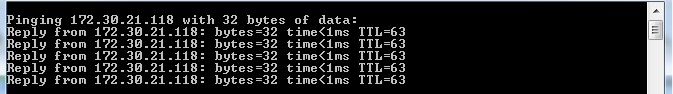 Pinging 172.30.21.118 with 32 bytes of data:
Reply from 172.30.21.118: bytes=32 time<1ms TTL=63
Reply from 172.30.21.118: bytes=32 time<1ms TTL=63
Reply from 172.30.21.118: bytes=32 time<1ms TTL=63
Reply from 172.30.21.118: bytes=32 time<1ms TTL=63
Reply from 172.30.21.118: bytes=32 time<1ms TTL=63